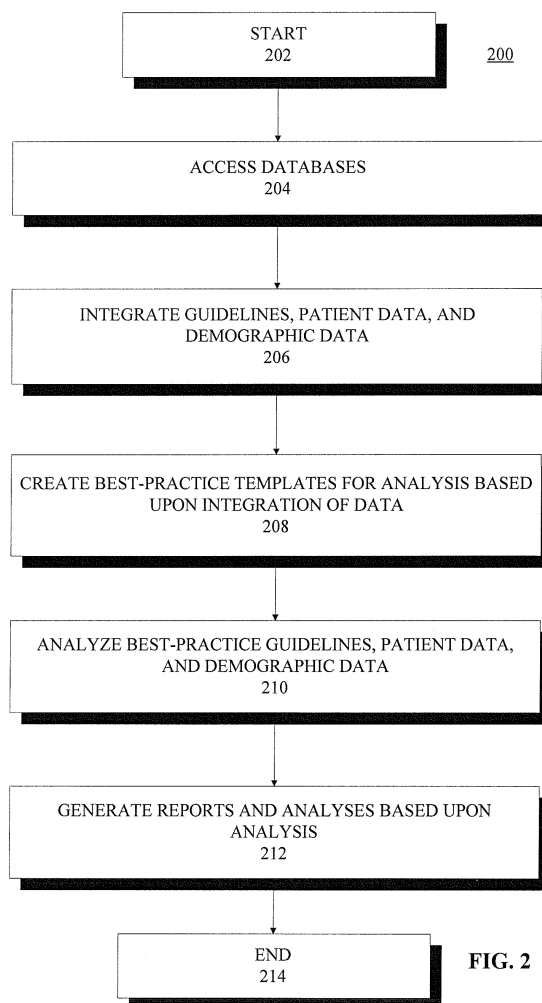 START
202
200
ACCESS DATABASES
204
INTEGRATE GUIDELINES, PATIENT DATA, AND
DEMOGRAPHIC DATA
206
CREATE BEST-PRACTICE TEMPLATES FOR ANALYSIS BASED
UPON INTEGRATION OF DATA
208
ANALYZE BEST-PRACTICE GUIDELINES, PATIENT DATA,
AND DEMOGRAPHIC DATA
210
GENERATE REPORTS AND ANALYSES BASED UPON
ANALYSIS
212
END
214
FIG. 2